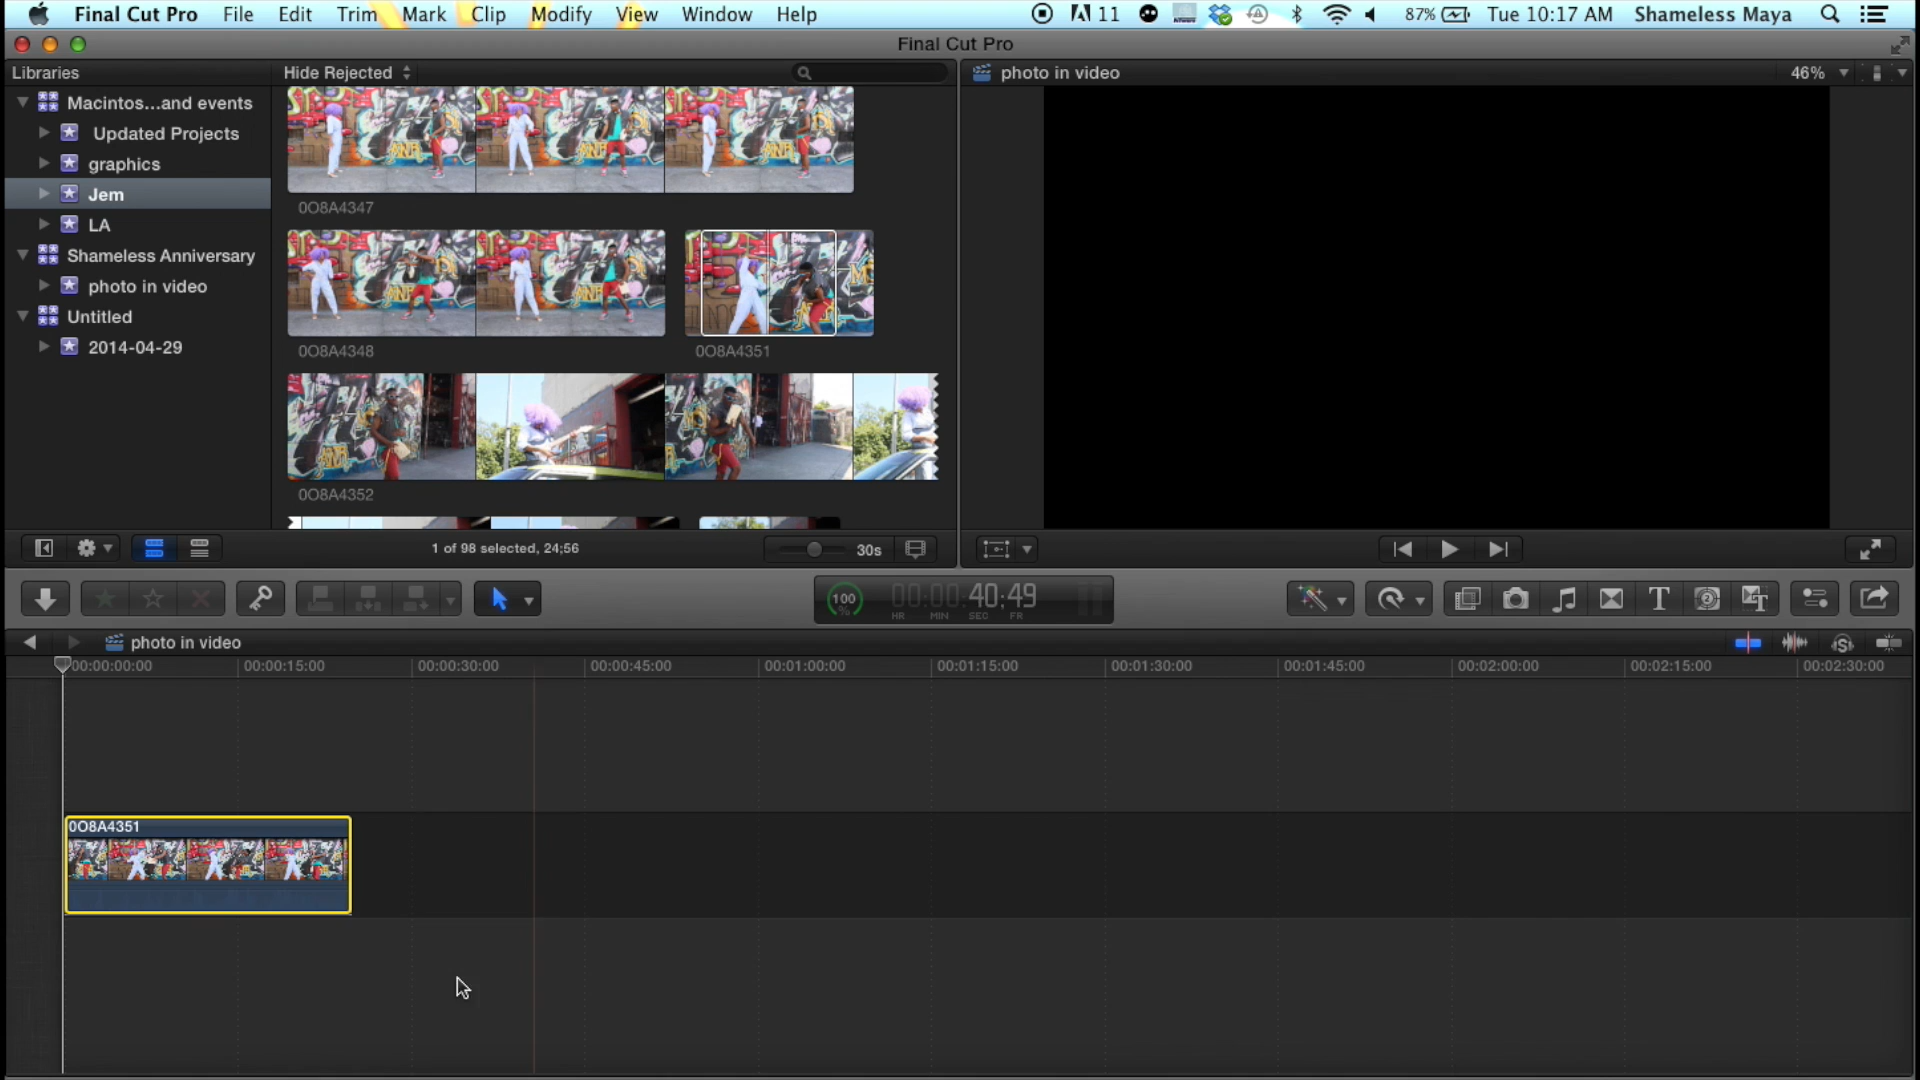 Final Cut Pro File Edit Trim Mark Clip Modify View Window Help 11 87% Tue 10:17 AM Shameless Maya
Final Cut Pro
Libraries
Hide Rejected
photo in video
46%
Macintos...and events
Updated Projects
graphics
Jem
LA
Shameless Anniversary
photo in video
Untitled
2014-04-29
0O8A4347
0O8A4348
0O8A4351
0O8A4352
1 of 98 selected, 24;56
30s
100 %
00:00:40;49
HR MIN SEC FR
photo in video
00:00:00:00 00:00:15:00 00:00:30:00 00:00:45:00 00:01:00:00 00:01:15:00 00:01:30:00 00:01:45:00 00:02:00:00 00:02:15:00 00:02:30:00
0O8A4351